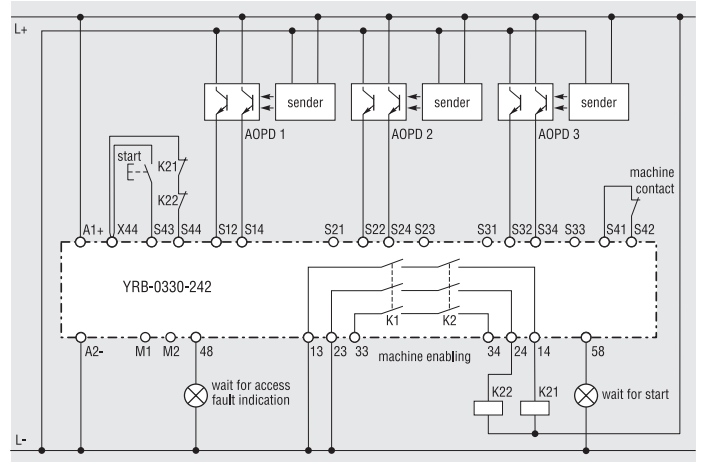 L+
sender
sender
sender
AOPD 1
AOPD 2
AOPD 3
start
K21
K22
machine
contact
A1+ X44 S43 S44 S12 S14 S21 S22 S24 S23 S31 S32 S34 S33 S41 S42
YRB-0330-242
K1 K2
A2- M1 M2 48 13 23 33 machine enabling 34 24 14 58
wait for access
fault indication
K22 K21
wait for start
L-